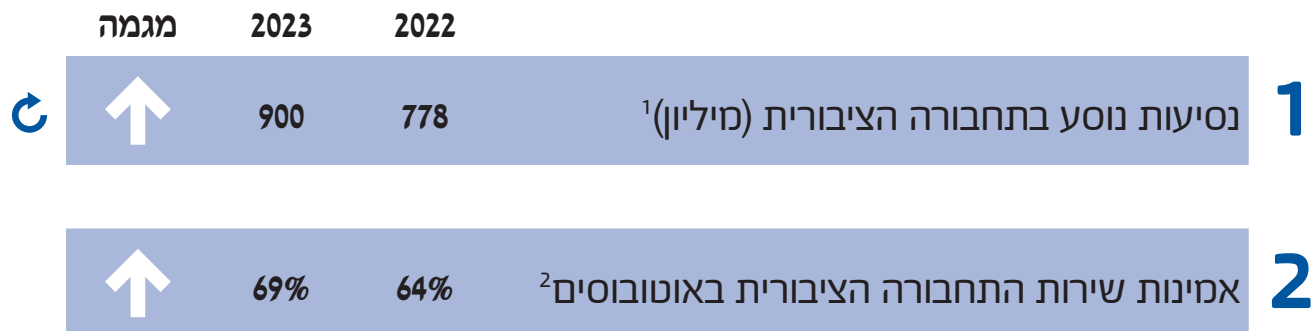 2022 2023 מגמה
1 נסיעות נוסע בתחבורה הציבורית (מיליון)¹ 778 900
2 אמינות שירות התחבורה הציבורית באוטובוסים² 64% 69%